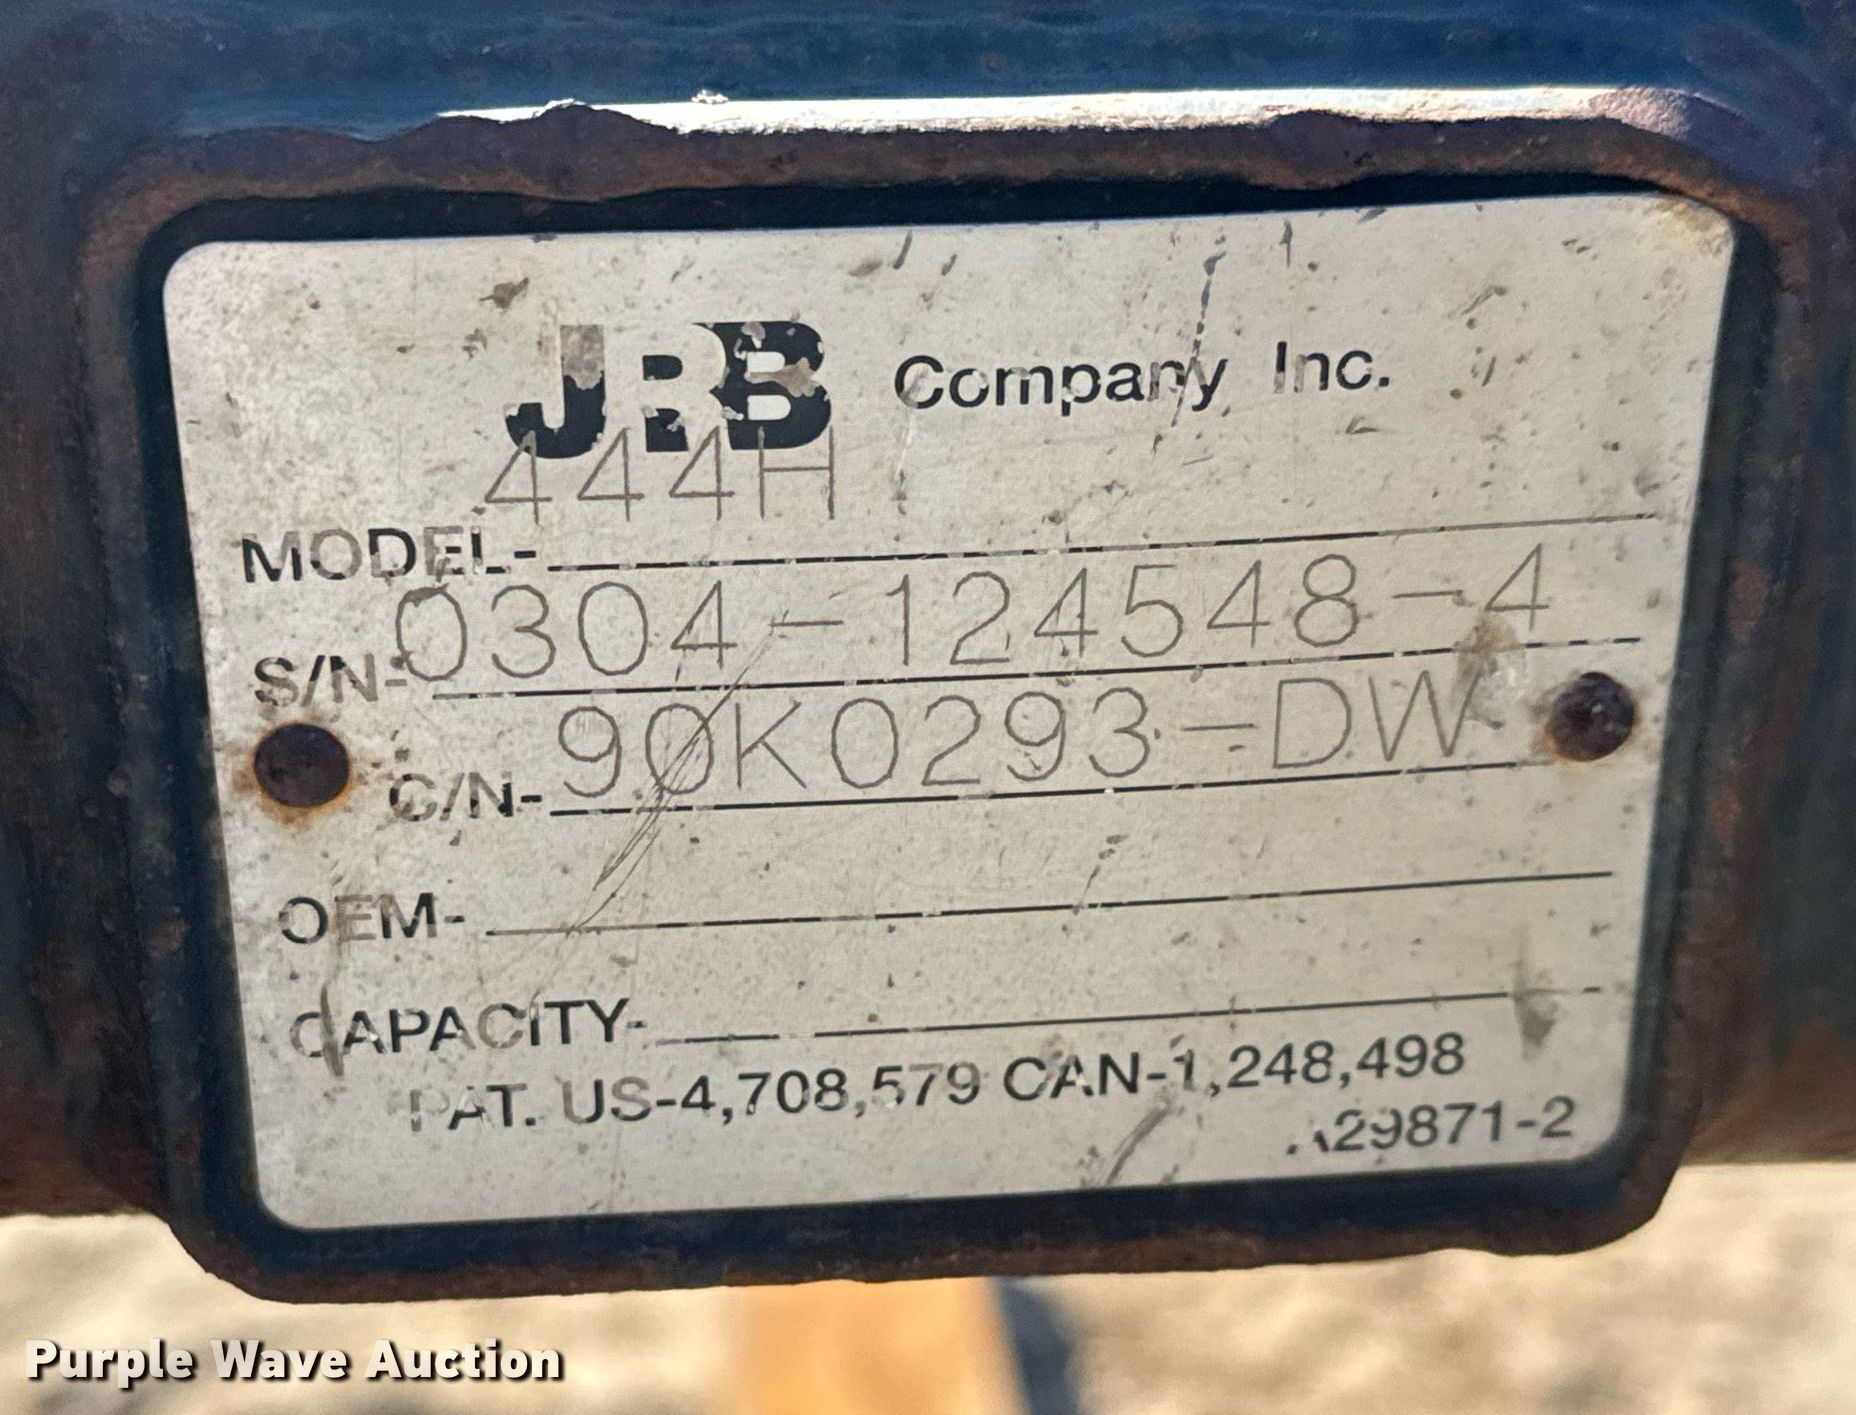 JRB Company Inc.
444H
MODEL-
0304-124548-4
S/N-
90K0293-DW
C/N-
OEM-
CAPACITY-
PAT. US-4,708,579 CAN-1,248,498
A29871-2
Purple Wave Auction